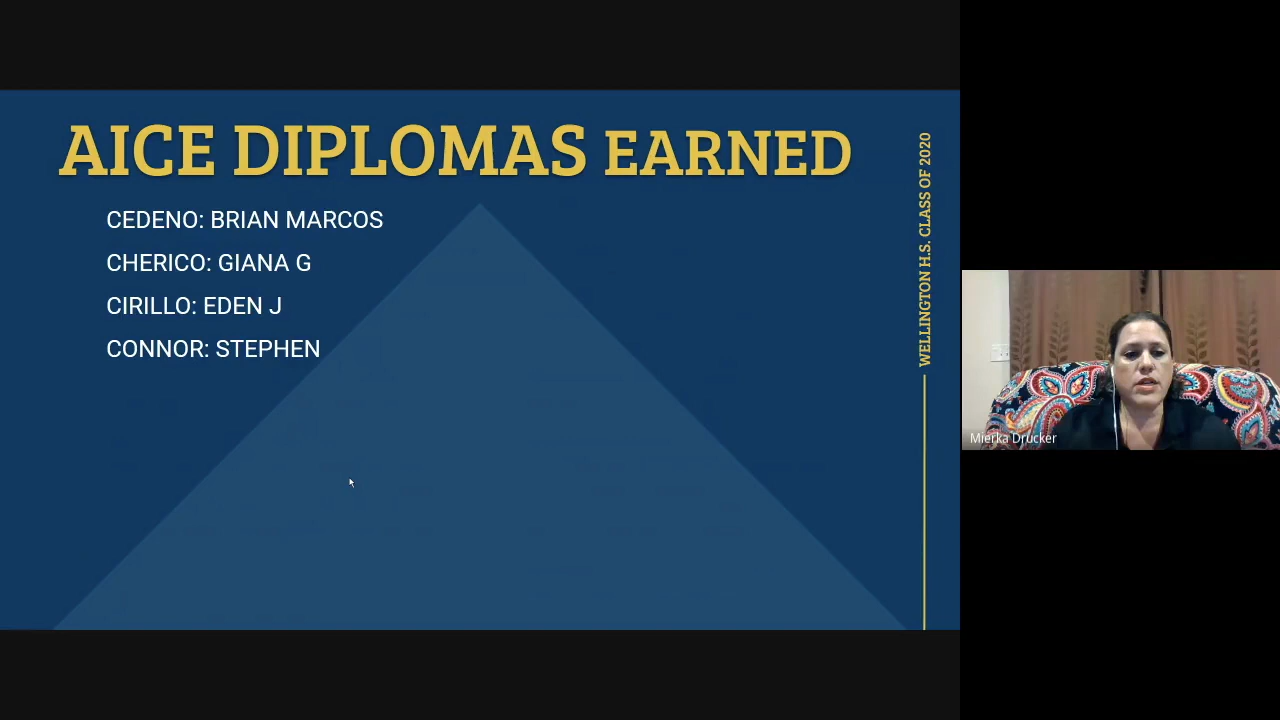 AICE DIPLOMAS EARNED
CEDENO: BRIAN MARCOS
CHERICO: GIANA G
CIRILLO: EDEN J
CONNOR: STEPHEN
WELLINGTON H.S. CLASS OF 2020
Mierka Drucker